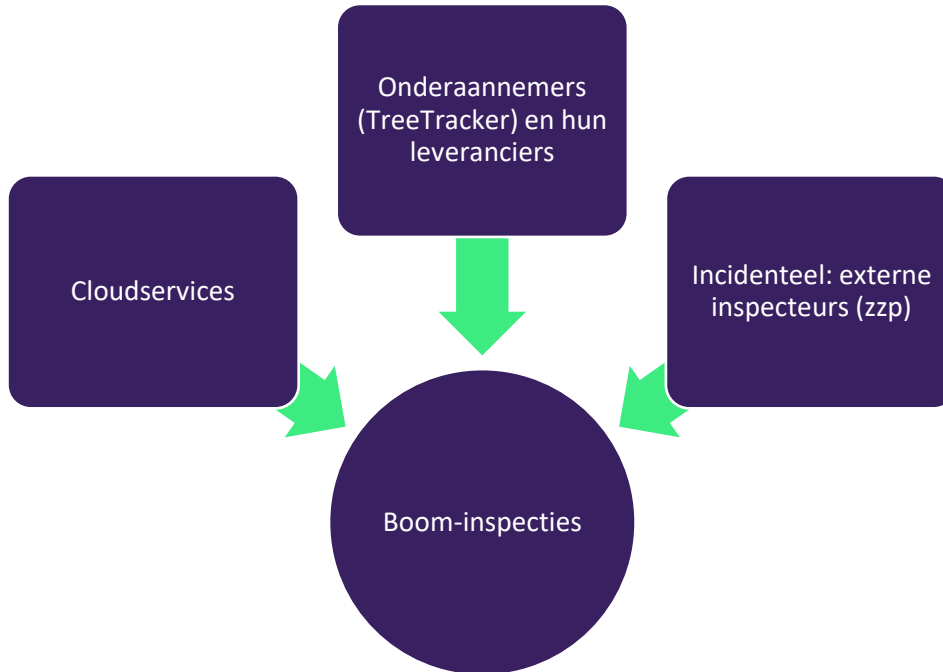 Onderaannemers
(TreeTracker) en hun
leveranciers
Cloudservices
Incidenteel: externe
inspecteurs (zzp)
Boom-inspecties